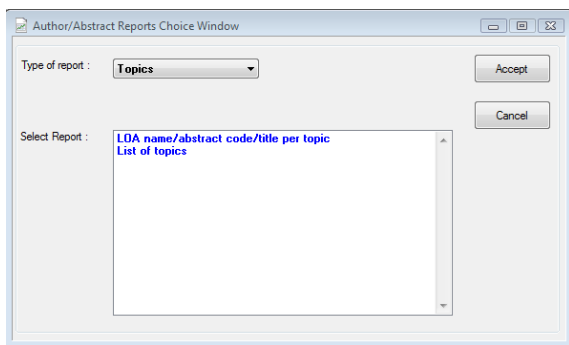 Author/Abstract Reports Choice Window
Type of report :
Topics
Accept
Cancel
Select Report :
LOA name/abstract code/title per topic
List of topics